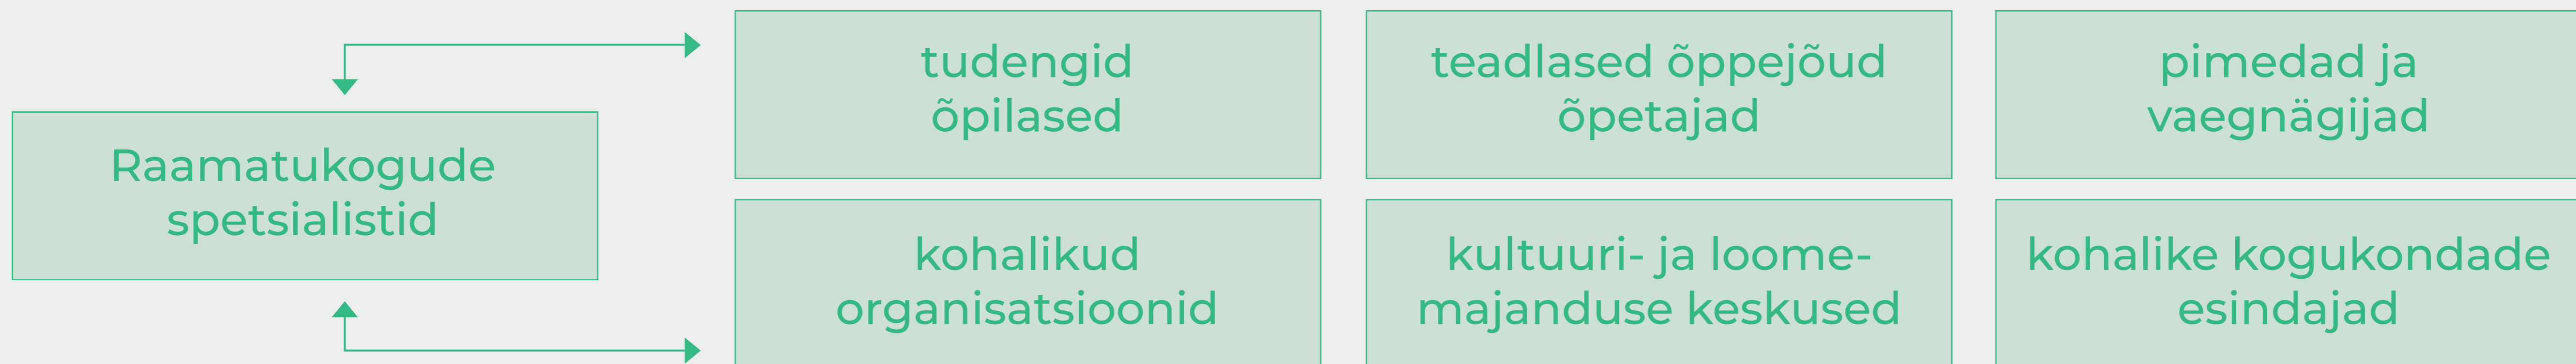 Raamatukogude
spetsialistid
tudengid
õpilased
teadlased õppejõud
õpetajad
pimedad ja
vaegnägijad
kohalikud
organisatsioonid
kultuuri- ja loome-
majanduse keskused
kohalike kogukondade
esindajad